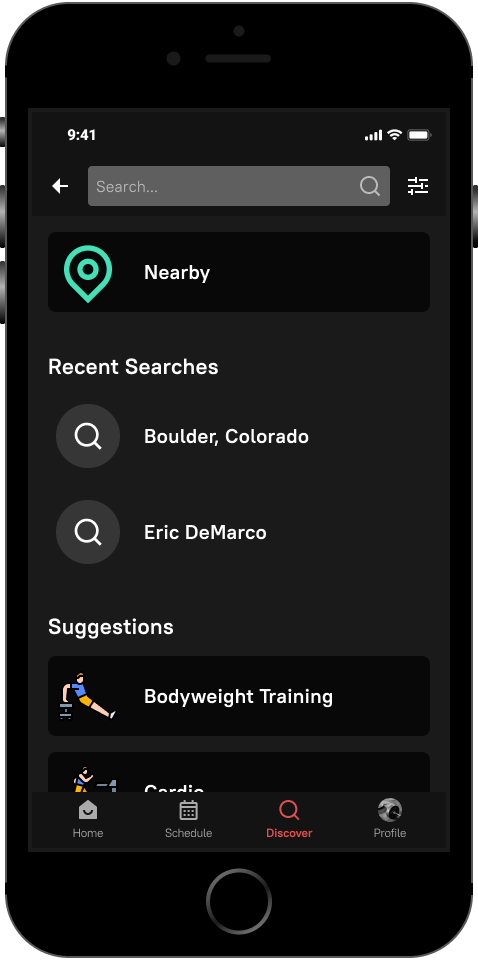 9:41
Search...
Nearby
Recent Searches
Boulder, Colorado
Eric DeMarco
Suggestions
Bodyweight Training
Cardio
Home
Schedule
Discover
Profile